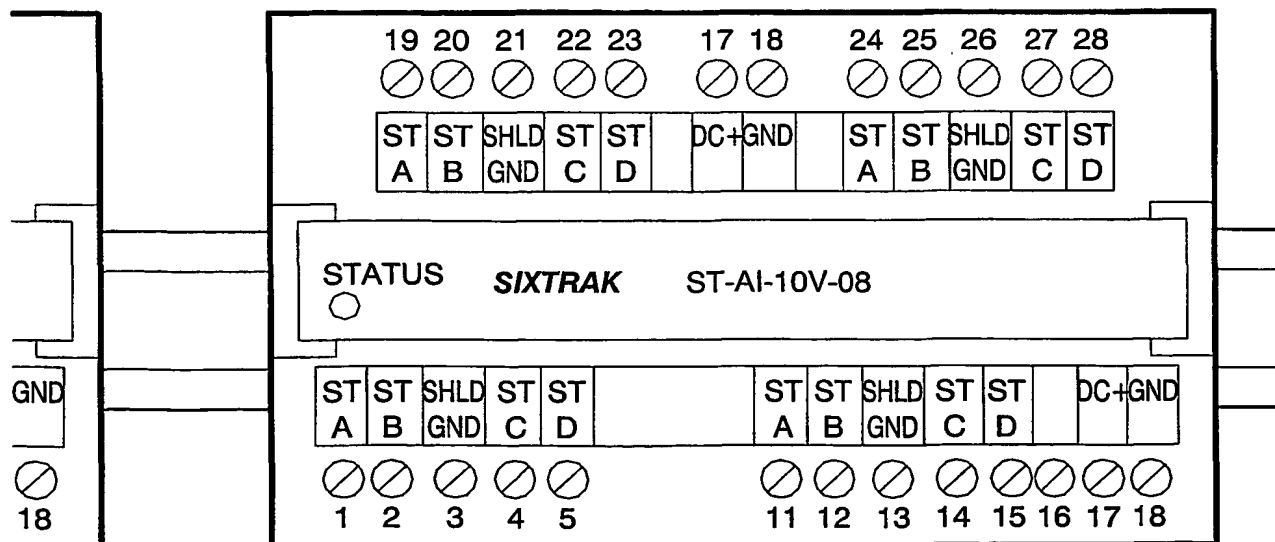 19 20 21 22 23 17 18 24 25 26 27 28
ST ST SHLD ST ST DC+ GND ST ST SHLD ST ST
A B GND C D A B GND C D
STATUS SIXTRAK ST-AI-10V-08
GND ST ST SHLD ST ST ST ST SHLD ST ST DC+ GND
A B GND C D A B GND C D
18 1 2 3 4 5 11 12 13 14 15 16 17 18